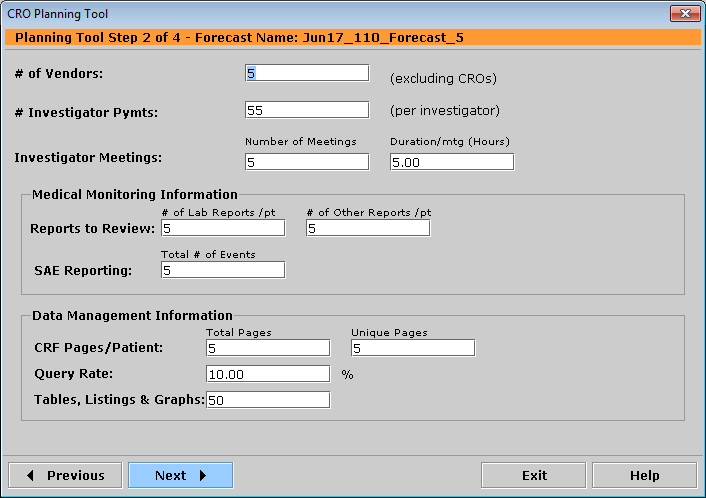 CRO Planning Tool
Planning Tool Step 2 of 4 - Forecast Name: Jun17_110_Forecast_5
# of Vendors: 5 (excluding CROs)
# Investigator Pymts: 55 (per investigator)
Number of Meetings Duration/mtg (Hours)
Investigator Meetings: 5 5.00
Medical Monitoring Information
# of Lab Reports /pt # of Other Reports /pt
Reports to Review: 5 5
Total # of Events
SAE Reporting: 5
Data Management Information
Total Pages Unique Pages
CRF Pages/Patient: 5 5
Query Rate: 10.00 %
Tables, Listings & Graphs: 50
Previous Next Exit Help